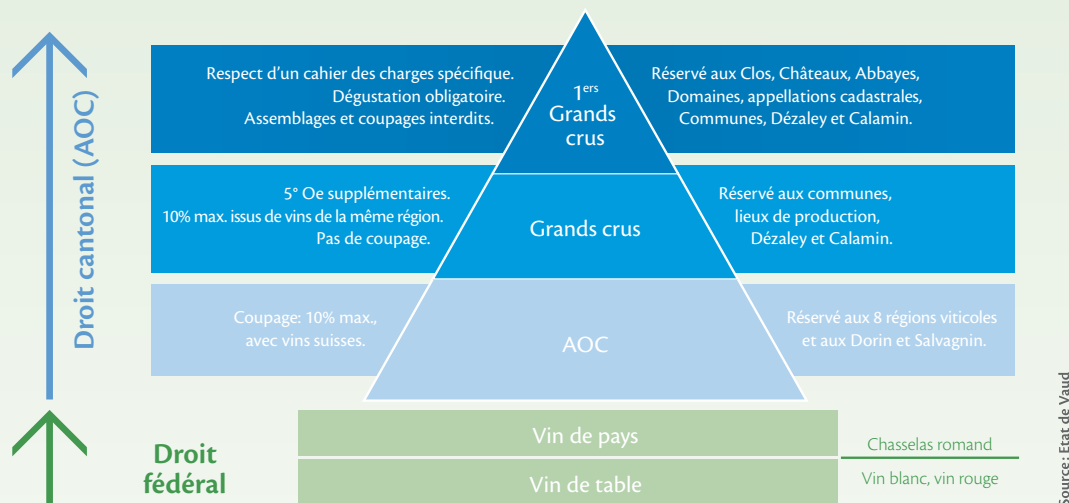 Droit cantonal (AOC)
Respect d'un cahier des charges spécifique.
Dégustation obligatoire.
Assemblages et coupages interdits.
1ers
Grands
crus
Réservé aux Clos, Châteaux, Abbayes,
Domaines, appellations cadastrales,
Communes, Dézaley et Calamin.
5° Oe supplémentaires.
10% max. issus de vins de la même région.
Pas de coupage.
Grands crus
Réservé aux communes,
lieux de production,
Dézaley et Calamin.
Coupage: 10% max.,
avec vins suisses.
AOC
Réservé aux 8 régions viticoles
et aux Dorin et Salvagnin.
Droit
fédéral
Vin de pays
Chasselas romand
Vin de table
Vin blanc, vin rouge
Source: Etat de Vaud